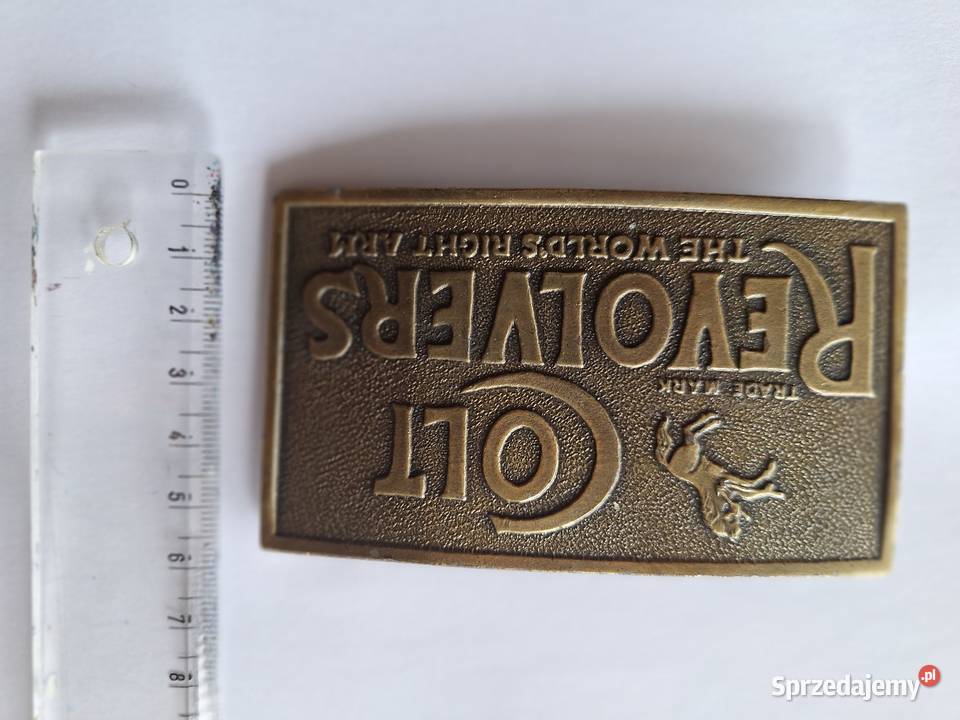 COLT
TRADE MARK
REVOLVERS
THE WORLD'S RIGHT ARM
0 1 2 3 4 5 6 7 8
Sprzedajemy.pl